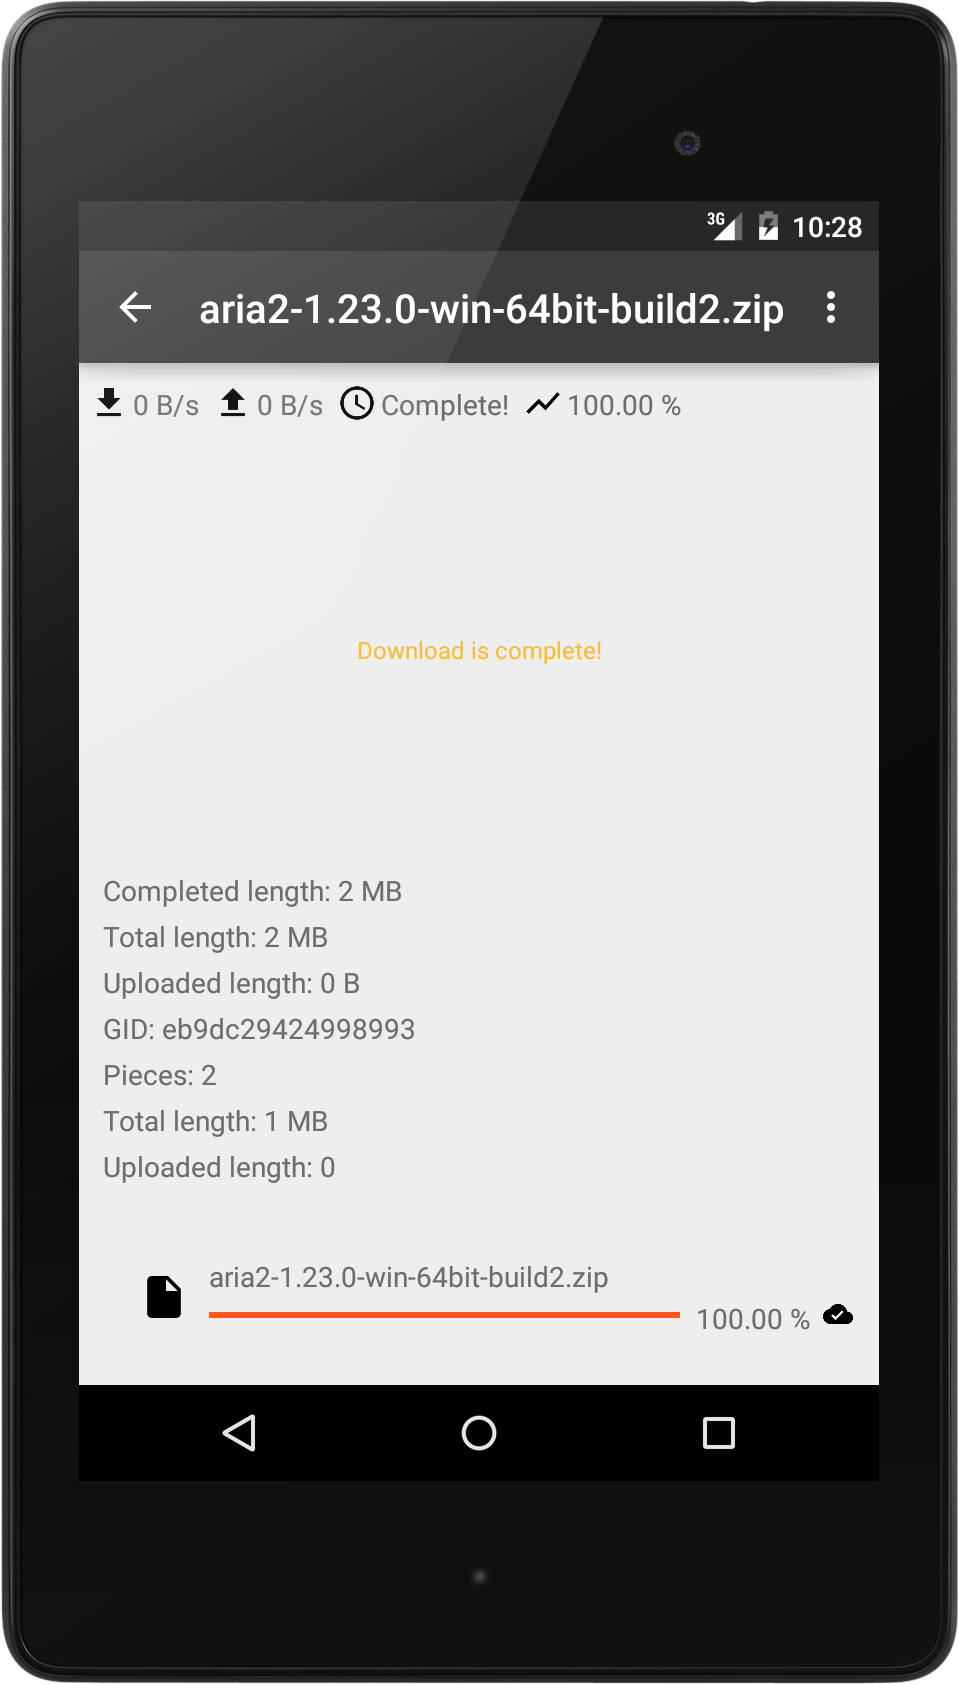 3G 10:28
aria2-1.23.0-win-64bit-build2.zip
0 B/s 0 B/s Complete! 100.00 %
Download is complete!
Completed length: 2 MB
Total length: 2 MB
Uploaded length: 0 B
GID: eb9dc29424998993
Pieces: 2
Total length: 1 MB
Uploaded length: 0
aria2-1.23.0-win-64bit-build2.zip
100.00 %